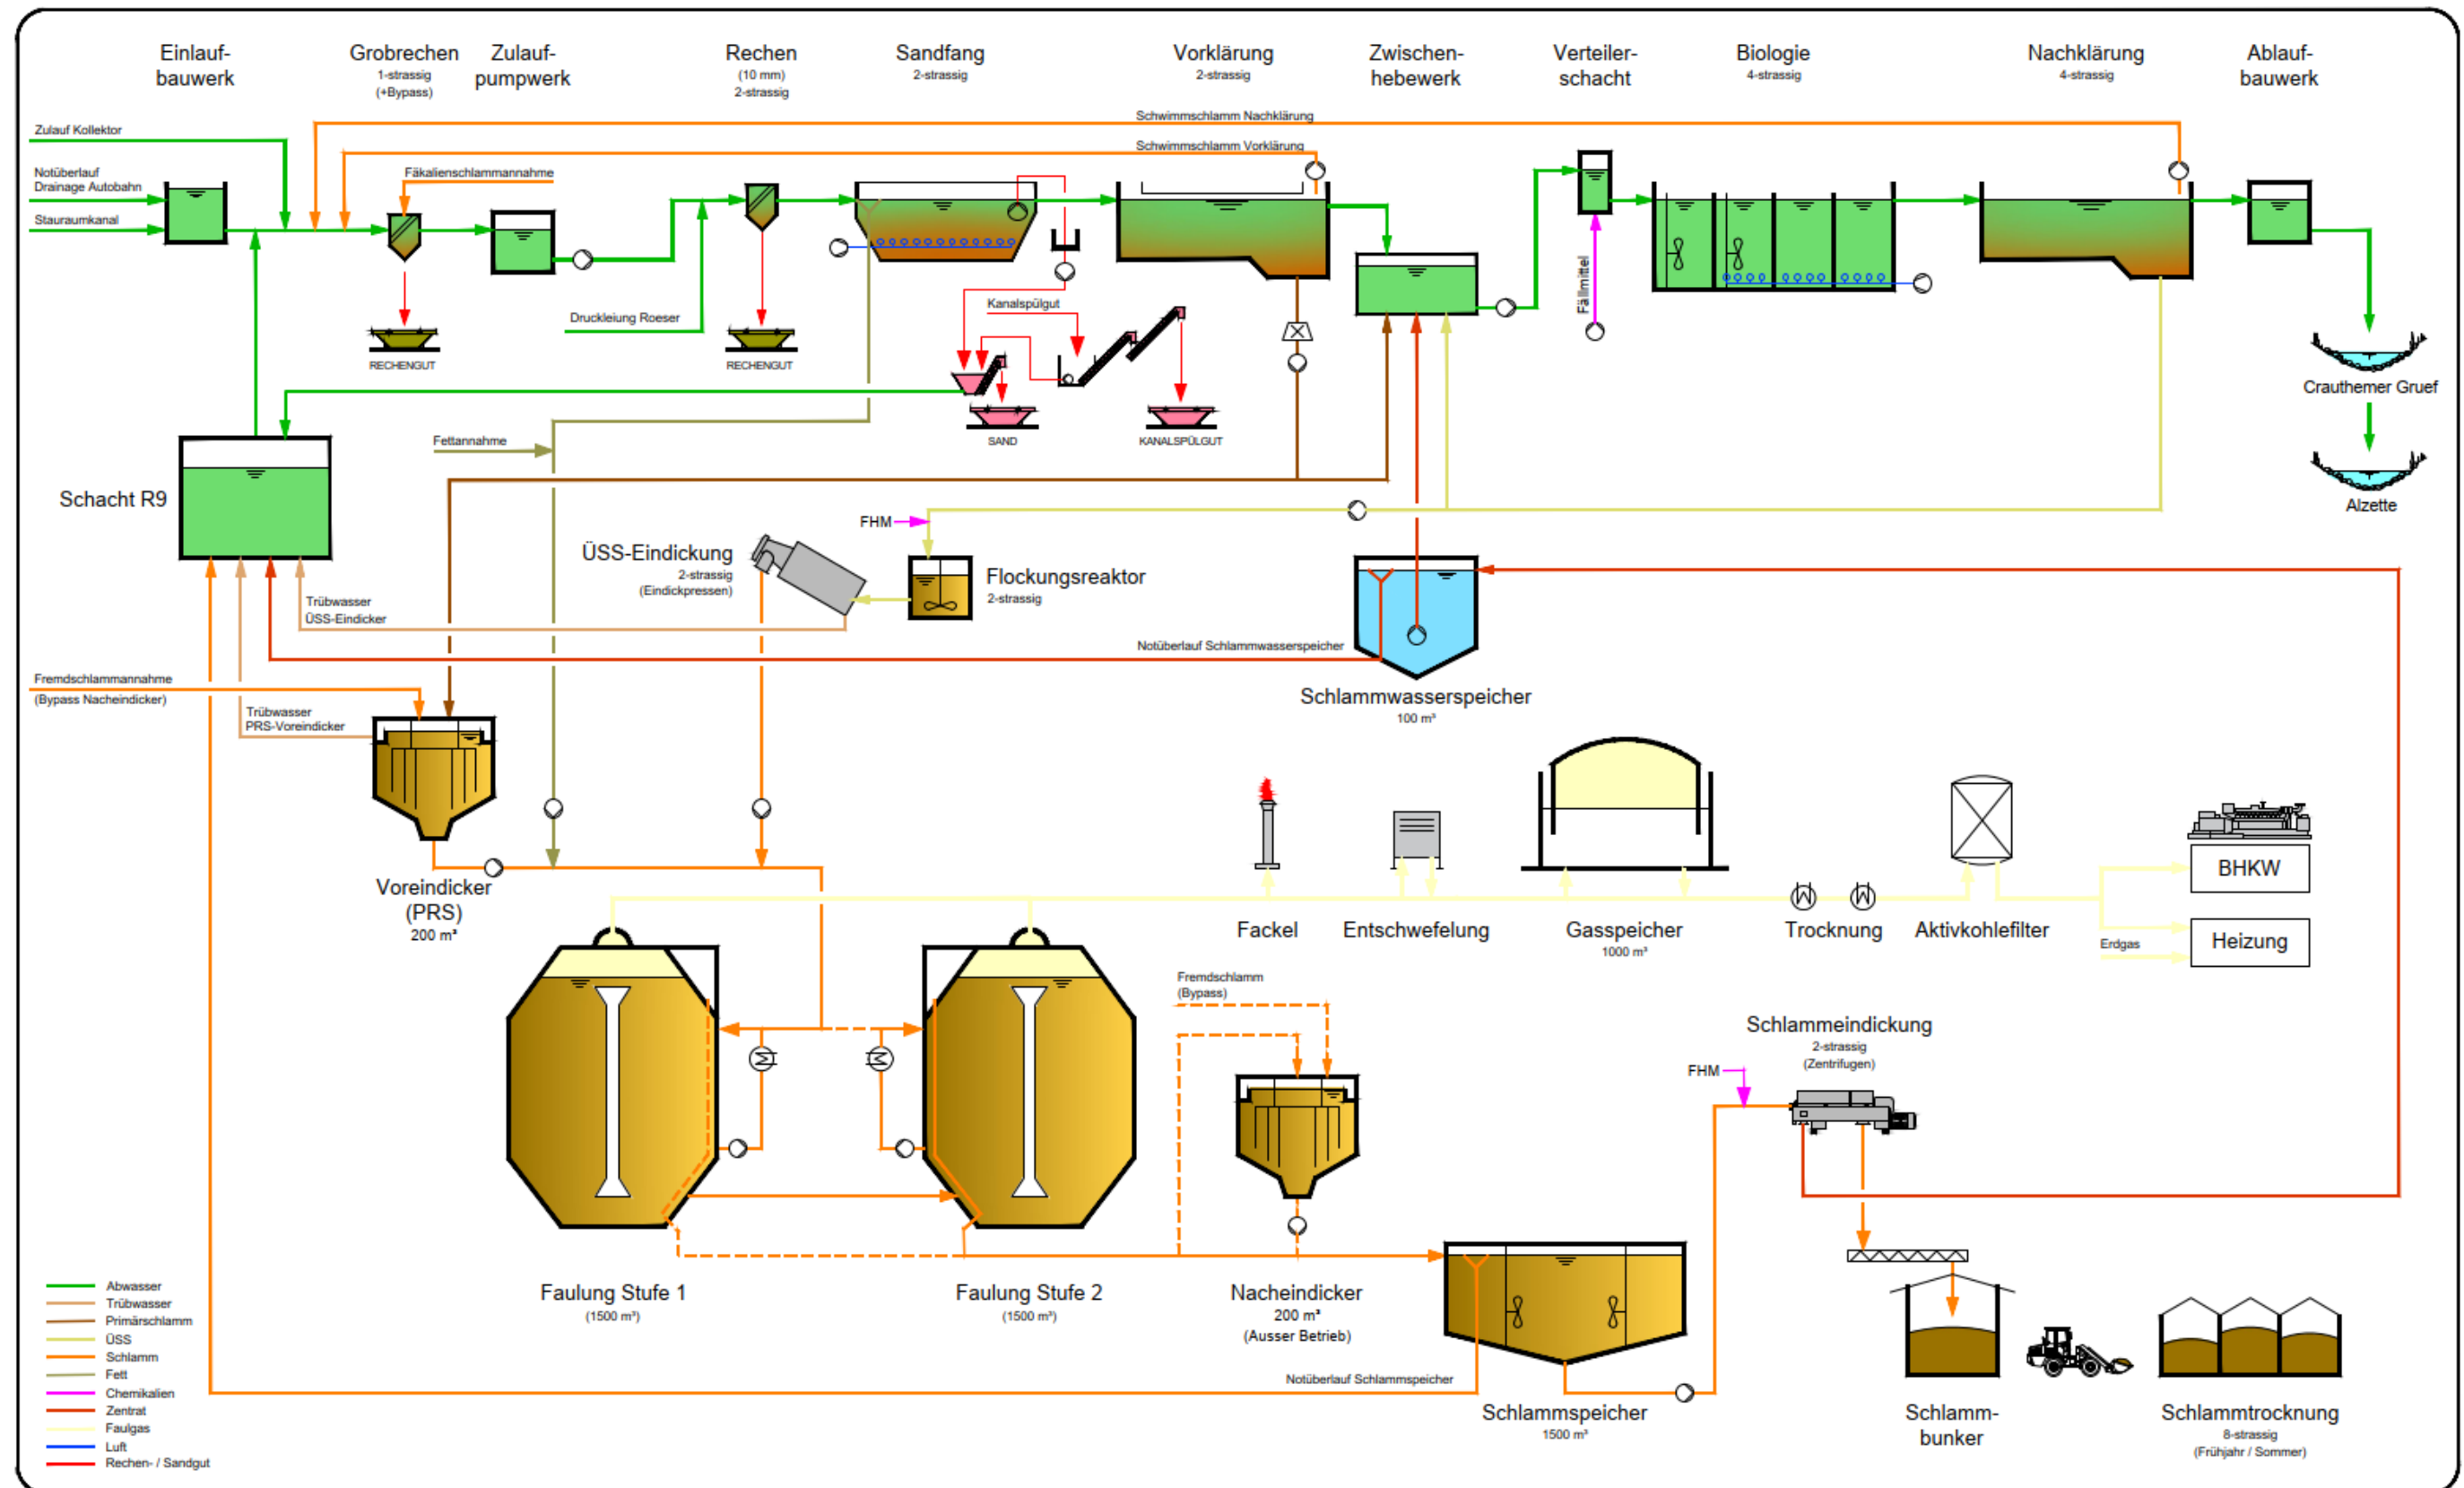 Einlauf-
bauwerk
Grobrechen
1-strassig
(+Bypass)
Zulauf-
pumpwerk
Rechen
(10 mm)
2-strassig
Sandfang
2-strassig
Vorklärung
2-strassig
Zwischen-
hebewerk
Verteiler-
schacht
Biologie
4-strassig
Nachklärung
4-strassig
Ablauf-
bauwerk
Zulauf Kollektor
Schwimmschlamm Nachklärung
Schwimmschlamm Vorklärung
Notüberlauf
Drainage Autobahn
Fäkalienschlammannahme
Stauraumkanal
Fällmittel
Druckleiung Roeser
Kanalspülgut
RECHENGUT
RECHENGUT
Crauthemer Gruef
SAND
KANALSPÜLGUT
Fettannahme
Schacht R9
Alzette
FHM
ÜSS-Eindickung
2-strassig
(Eindickpressen)
Flockungsreaktor
2-strassig
Trübwasser
ÜSS-Eindicker
Notüberlauf Schlammwasserspeicher
Fremdschlammannahme
(Bypass Nacheindicker)
Schlammwasserspeicher
100 m³
Trübwasser
PRS-Voreindicker
Voreindicker
(PRS)
200 m³
BHKW
Fackel
Entschwefelung
Gasspeicher
1000 m³
Trocknung
Aktivkohlefilter
Erdgas
Heizung
Fremdschlamm
(Bypass)
Schlammeindickung
2-strassig
(Zentrifugen)
FHM
Faulung Stufe 1
(1500 m³)
Faulung Stufe 2
(1500 m³)
Nacheindicker
200 m³
(Ausser Betrieb)
Notüberlauf Schlammspeicher
Schlammspeicher
1500 m³
Schlamm-
bunker
Schlammtrocknung
8-strassig
(Frühjahr / Sommer)
Abwasser
Trübwasser
Primärschlamm
ÜSS
Schlamm
Fett
Chemikalien
Zentrat
Faulgas
Luft
Rechen- / Sandgut